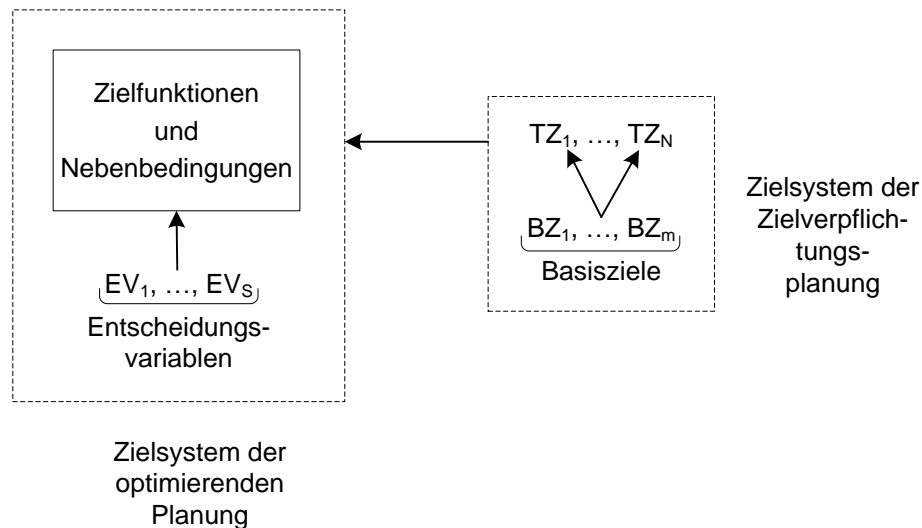 Zielfunktionen
und
Nebenbedingungen
EV₁, …, EVₛ
Entscheidungs-
variablen
Zielsystem der
optimierenden
Planung
TZ₁, …, TZ_N
BZ₁, …, BZₘ
Basisziele
Zielsystem der
Zielverpflich-
tungs-
planung